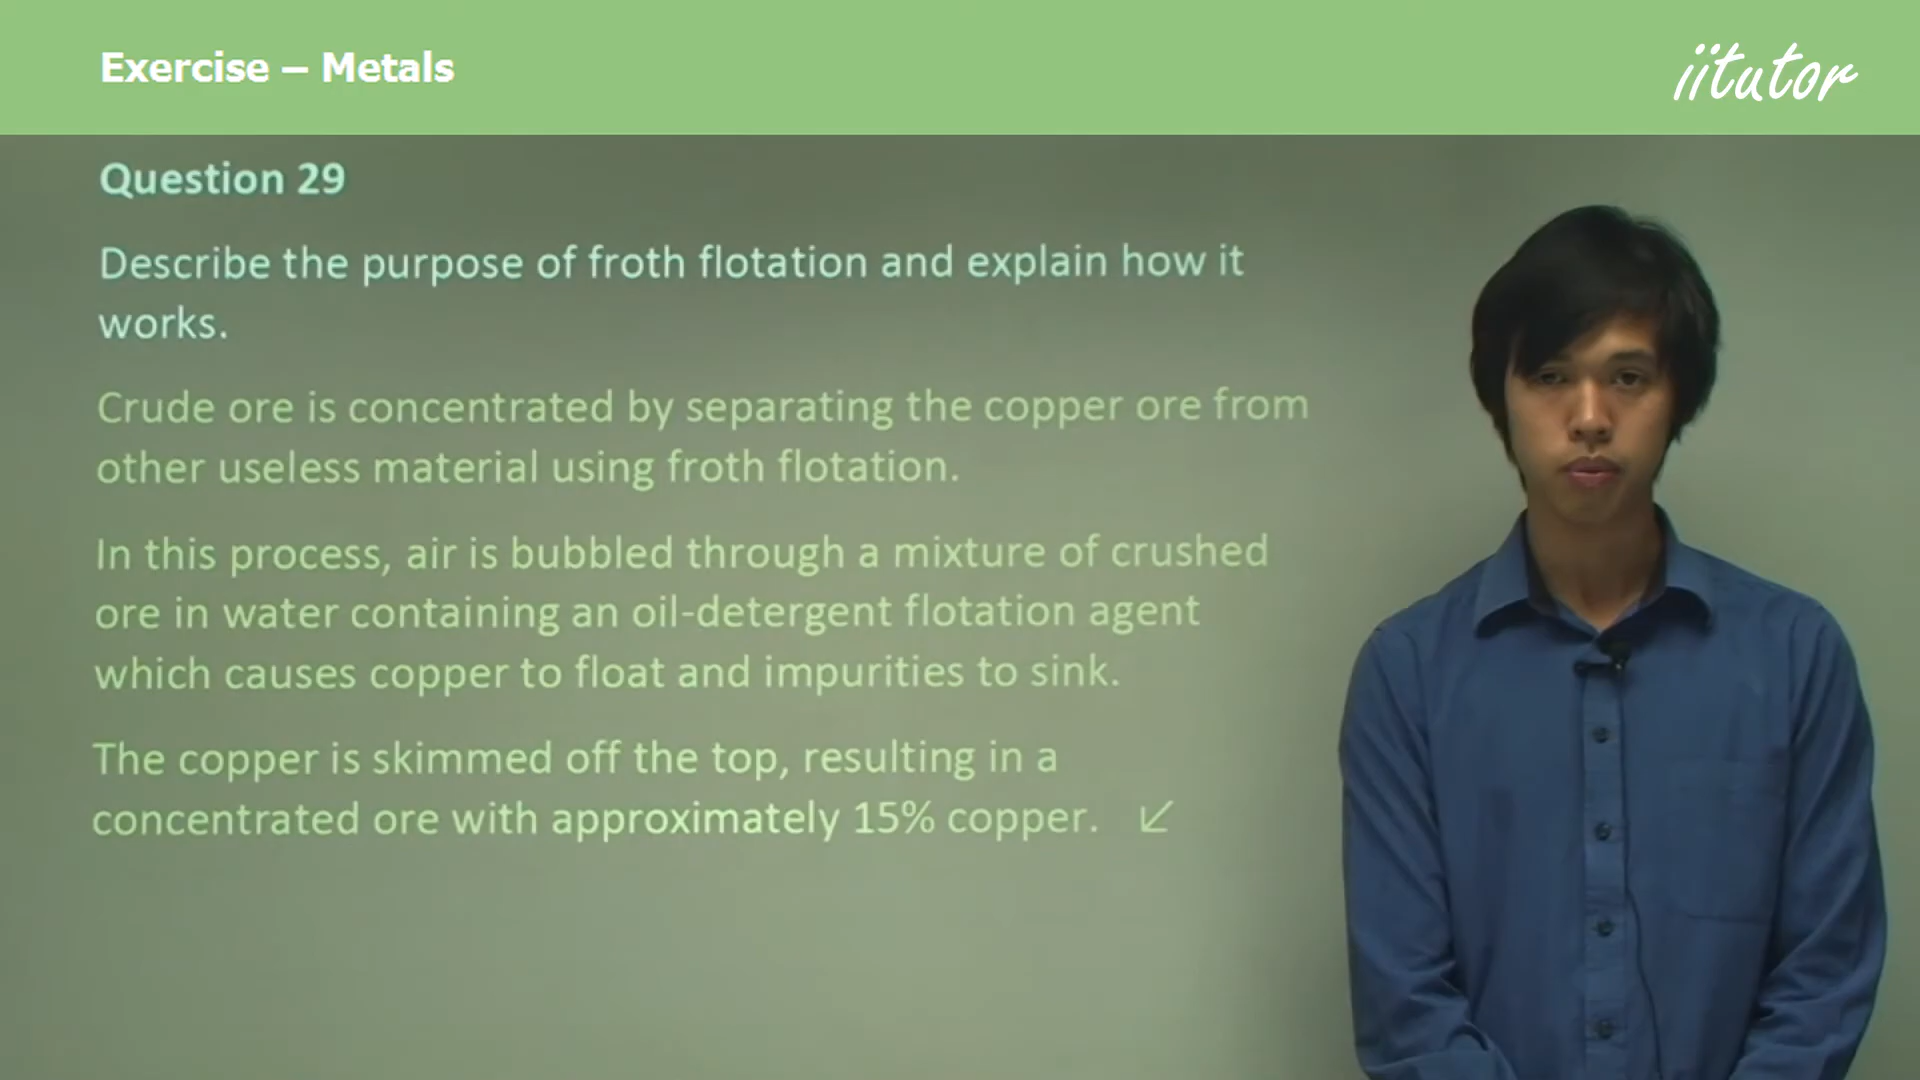 Exercise – Metals
iitutor
Question 29
Describe the purpose of froth flotation and explain how it
works.
Crude ore is concentrated by separating the copper ore from
other useless material using froth flotation.
In this process, air is bubbled through a mixture of crushed
ore in water containing an oil-detergent flotation agent
which causes copper to float and impurities to sink.
The copper is skimmed off the top, resulting in a
concentrated ore with approximately 15% copper. ↙